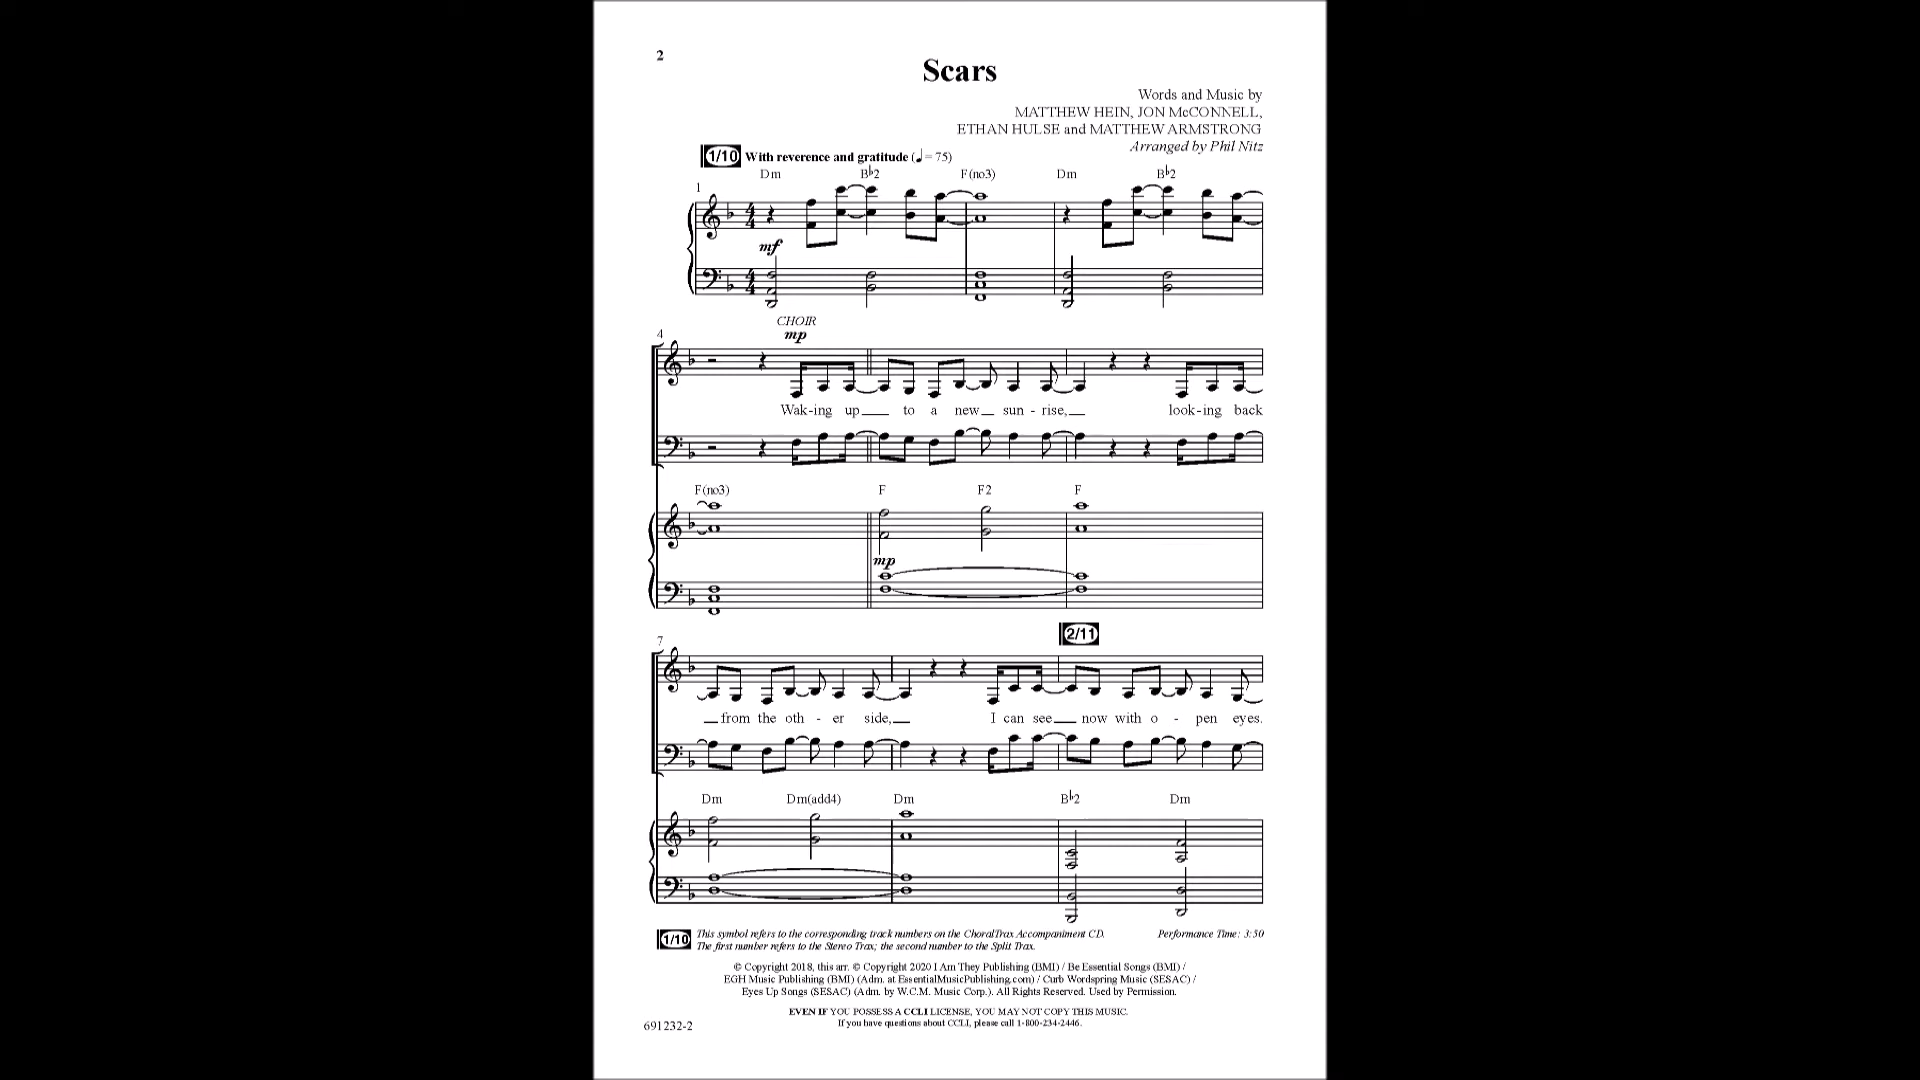 2
Scars
Words and Music by
MATTHEW HEIN, JON McCONNELL,
ETHAN HULSE and MATTHEW ARMSTRONG
Arranged by Phil Nitz
1/10 With reverence and gratitude (♩ = 75)
Dm B♭2 F(no3) Dm B♭2
1
mf
CHOIR
4 mp
Wak-ing up to a new sun - rise, look-ing back
F(no3) F F2 F
mp
2/11
7
from the oth - er side, I can see now with o - pen eyes.
Dm Dm(add4) Dm B♭2 Dm
1/10 This symbol refers to the corresponding track numbers on the ChoralTrax Accompaniment CD. Performance Time: 3:50
The first number refers to the Stereo Trax; the second number to the Split Trax.
© Copyright 2018, this arr. © Copyright 2020 I Am They Publishing (BMI) / Be Essential Songs (BMI) /
EGH Music Publishing (BMI) (Adm. at EssentialMusicPublishing.com) / Curb Wordspring Music (SESAC) /
Eyes Up Songs (SESAC) (Adm. by W.C.M. Music Corp.). All Rights Reserved. Used by Permission.
EVEN IF YOU POSSESS A CCLI LICENSE, YOU MAY NOT COPY THIS MUSIC.
If you have questions about CCLI, please call 1-800-234-2446.
691232-2